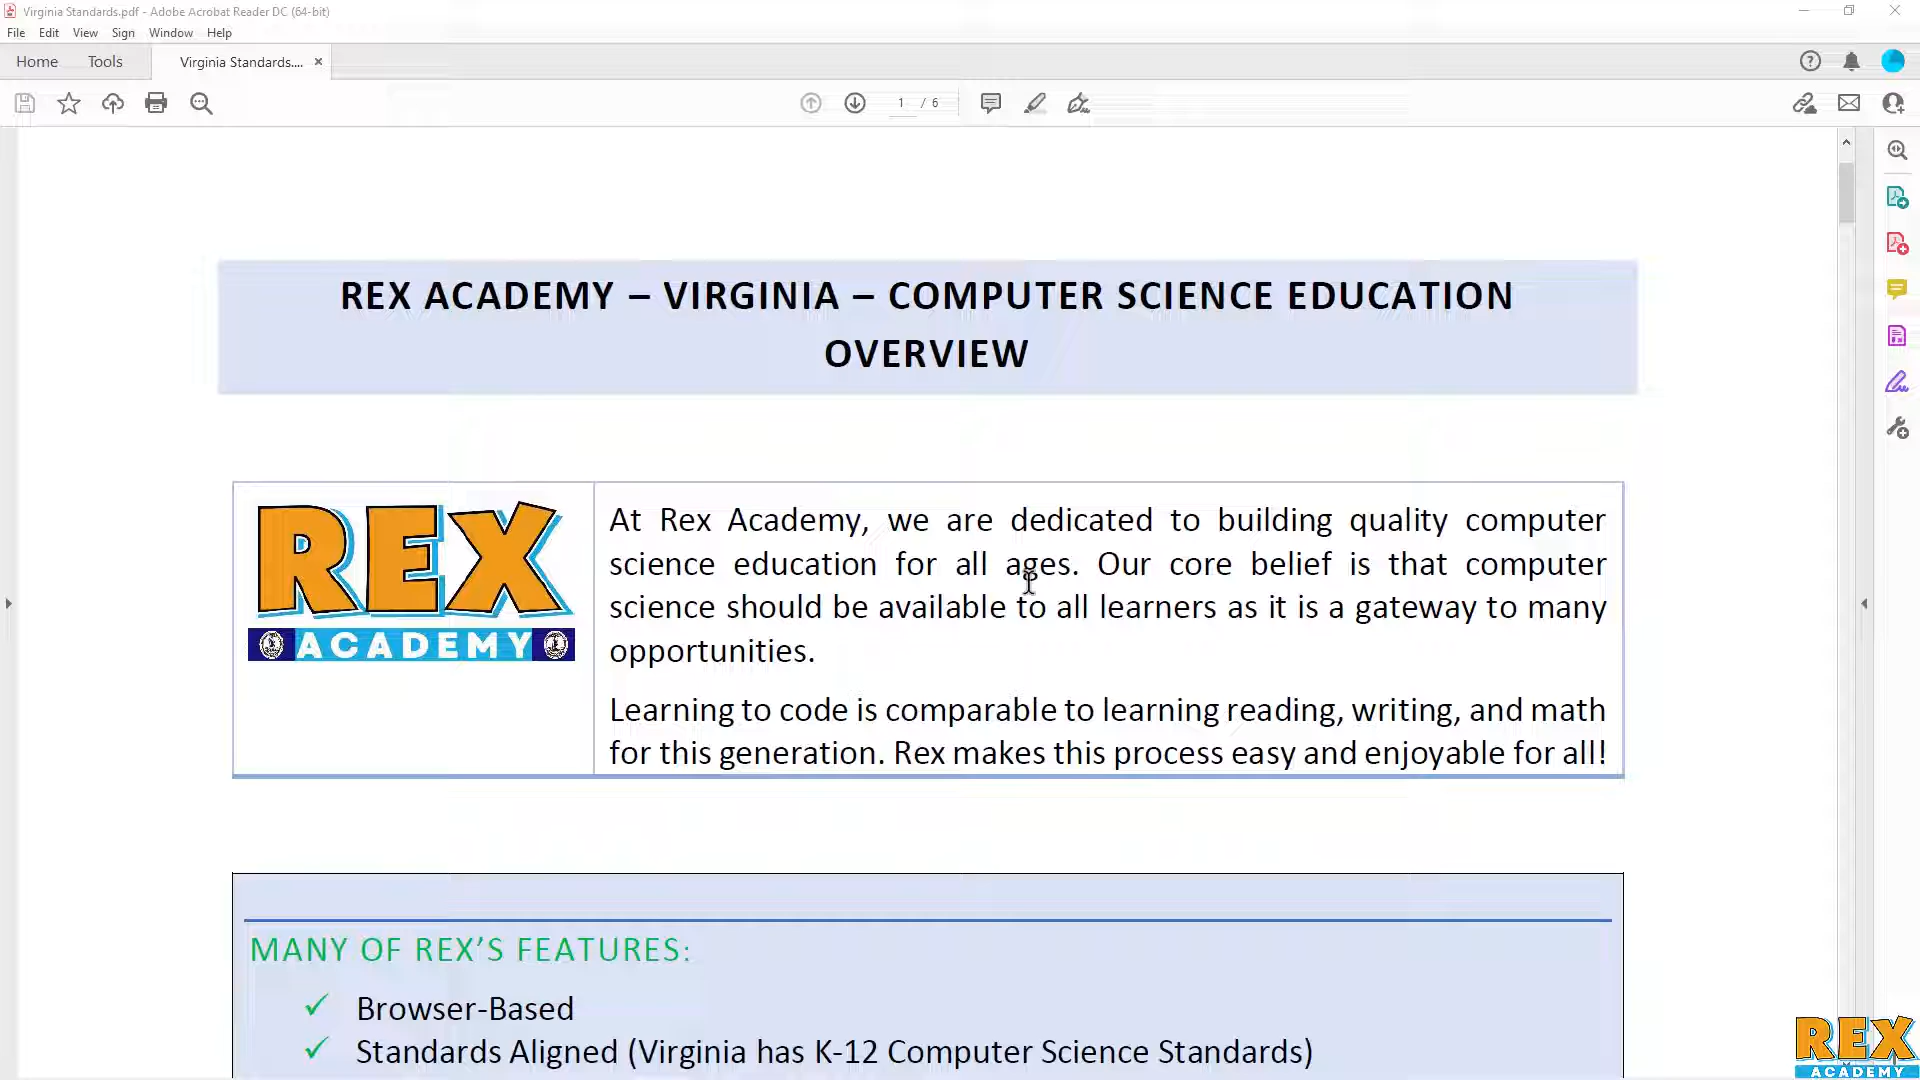 Virginia Standards.pdf - Adobe Acrobat Reader DC (64-bit)
File Edit View Sign Window Help
Home Tools Virginia Standards....
1 / 6
REX ACADEMY – VIRGINIA – COMPUTER SCIENCE EDUCATION
OVERVIEW
REX
ACADEMY
At Rex Academy, we are dedicated to building quality computer
science education for all ages. Our core belief is that computer
science should be available to all learners as it is a gateway to many
opportunities.
Learning to code is comparable to learning reading, writing, and math
for this generation. Rex makes this process easy and enjoyable for all!
MANY OF REX’S FEATURES:
✓ Browser-Based
✓ Standards Aligned (Virginia has K-12 Computer Science Standards)
REX
ACADEMY